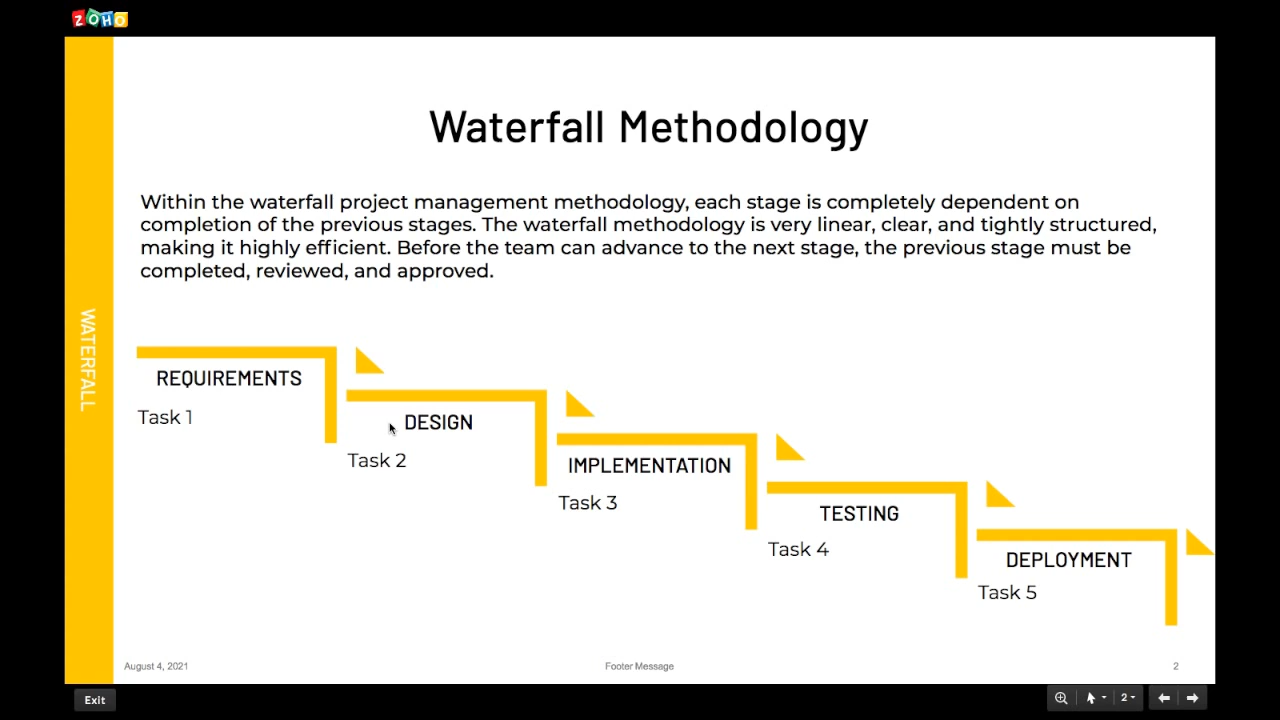 ZOHO
Waterfall Methodology
Within the waterfall project management methodology, each stage is completely dependent on
completion of the previous stages. The waterfall methodology is very linear, clear, and tightly structured,
making it highly efficient. Before the team can advance to the next stage, the previous stage must be
completed, reviewed, and approved.
WATERFALL
REQUIREMENTS
Task 1
DESIGN
Task 2
IMPLEMENTATION
Task 3
TESTING
Task 4
DEPLOYMENT
Task 5
August 4, 2021
Footer Message
2
Exit
2